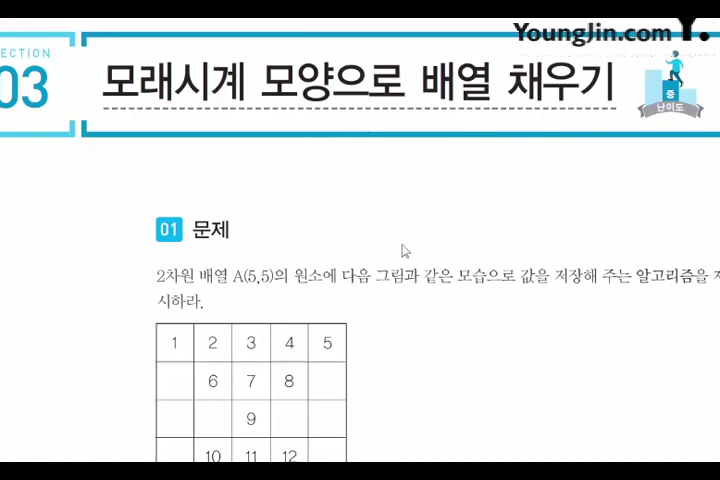 YoungJin.com Y.
ECTION
03
모래시계 모양으로 배열 채우기
중
난이도
01 문제
2차원 배열 A(5,5)의 원소에 다음 그림과 같은 모습으로 값을 저장해 주는 알고리즘을
시하라.
1 2 3 4 5
6 7 8
9
10 11 12